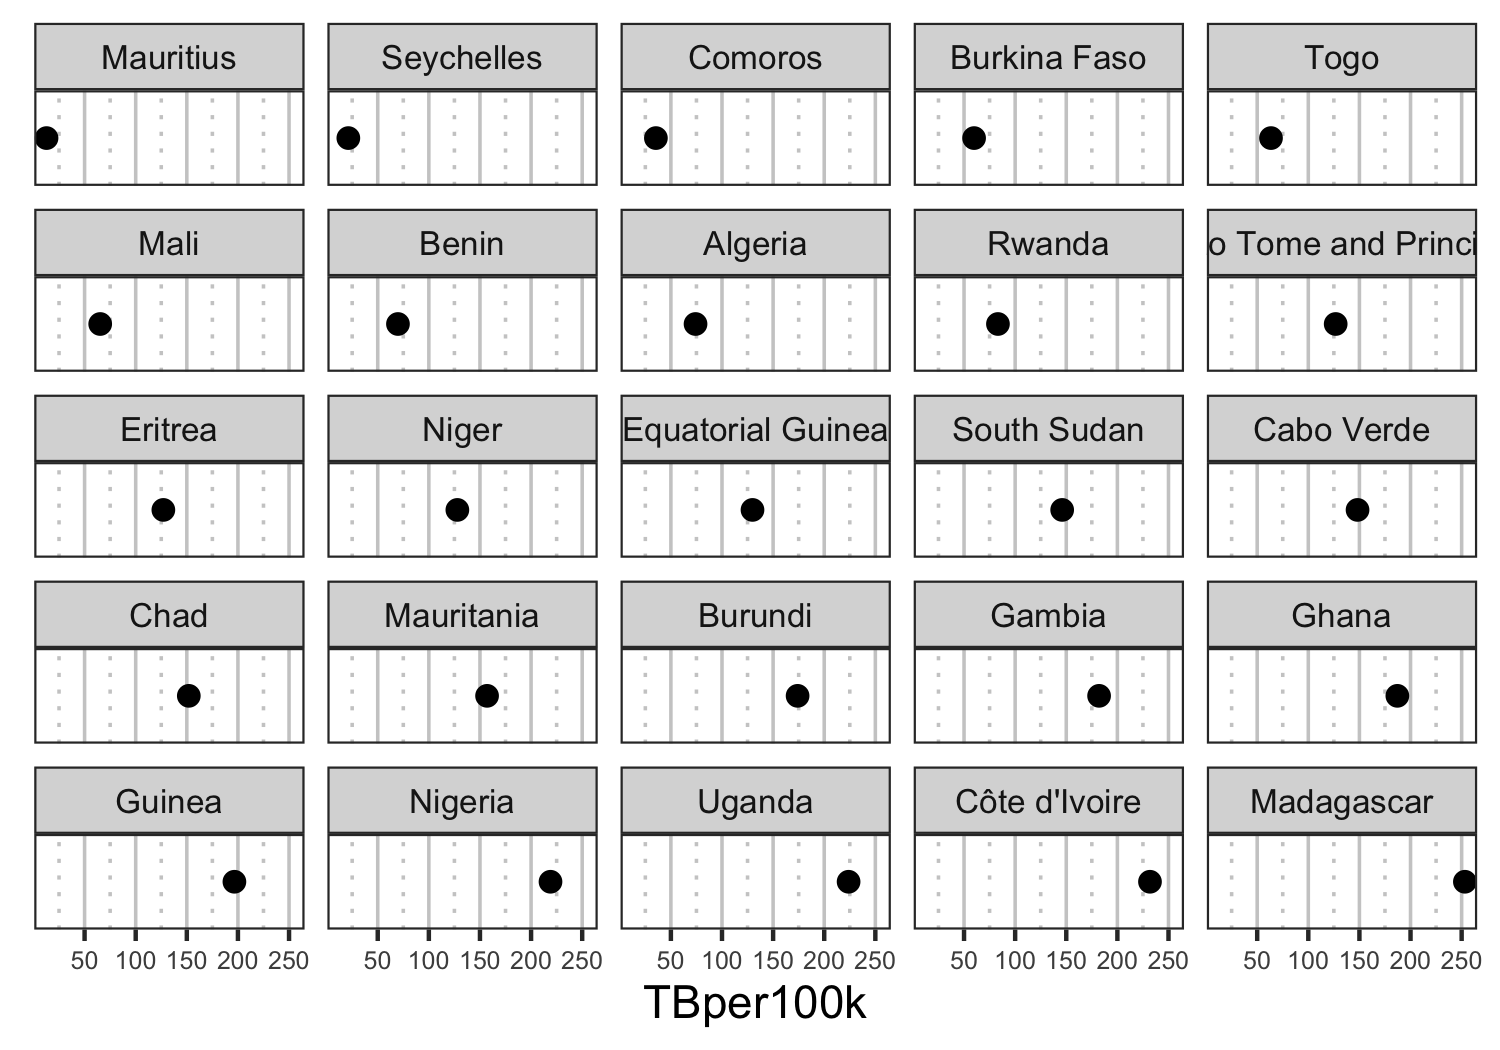 Mauritius
Seychelles
Comoros
Burkina Faso
Togo
Mali
Benin
Algeria
Rwanda
o Tome and Princi
Eritrea
Niger
Equatorial Guinea
South Sudan
Cabo Verde
Chad
Mauritania
Burundi
Gambia
Ghana
Guinea
Nigeria
Uganda
Côte d'Ivoire
Madagascar
50 100 150 200 250
50 100 150 200 250
50 100 150 200 250
50 100 150 200 250
50 100 150 200 250
TBper100k